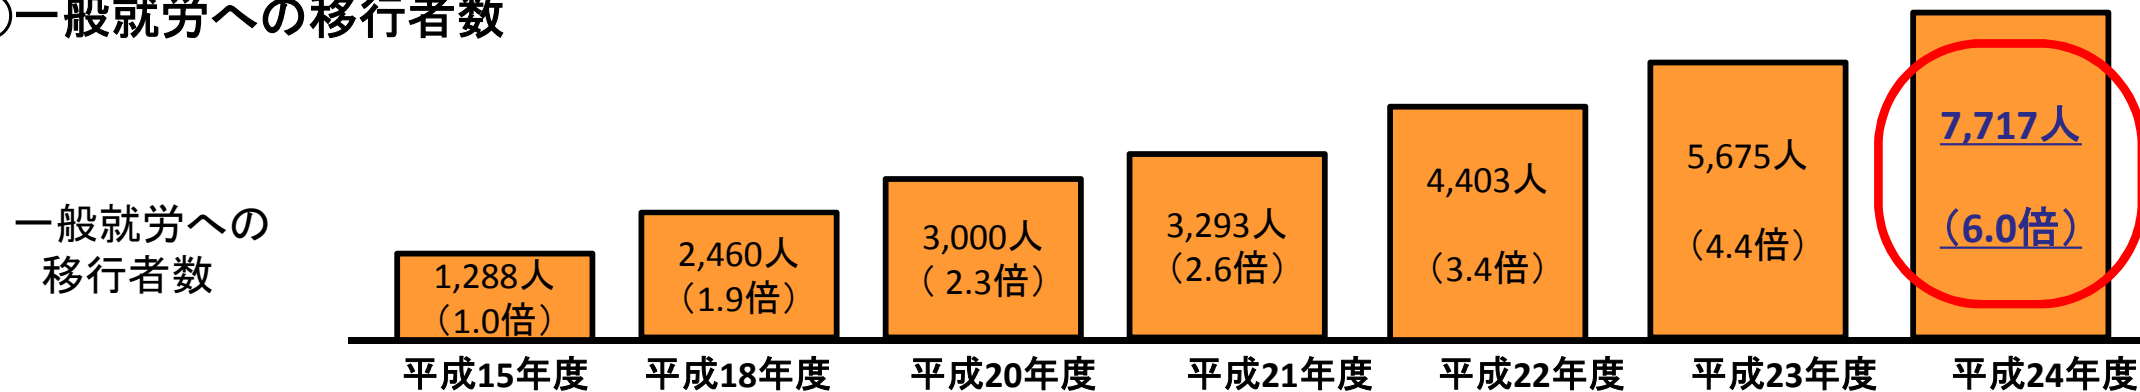 一般就労への移行者数
7,717人
（6.0倍）
5,675人
（4.4倍）
4,403人
（3.4倍）
3,293人
（2.6倍）
3,000人
（ 2.3倍）
2,460人
（1.9倍）
1,288人
（1.0倍）
一般就労への
移行者数
平成15年度 平成18年度 平成20年度 平成21年度 平成22年度 平成23年度 平成24年度